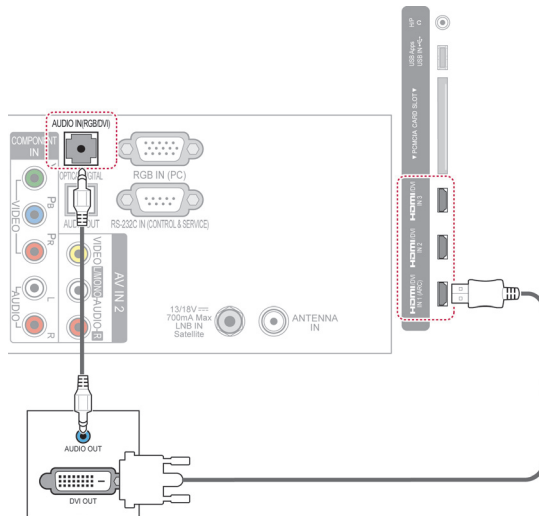 H/P
USB Apps
USB IN
▼ PCMCIA CARD SLOT ▼
HDMI/DVI
IN 3
HDMI/DVI
IN 2
HDMI/DVI
IN 1(ARC)
AUDIO IN(RGB/DVI)
COMPONENT
IN
VIDEO
PB
PR
AUDIO
L
R
OPTICAL DIGITAL
AUDIO OUT
RGB IN (PC)
RS-232C IN (CONTROL & SERVICE)
VIDEO
L/MONO
AUDIO
R
AV IN 2
13/18V
700mA Max
LNB IN
Satellite
ANTENNA
IN
AUDIO OUT
DVI OUT